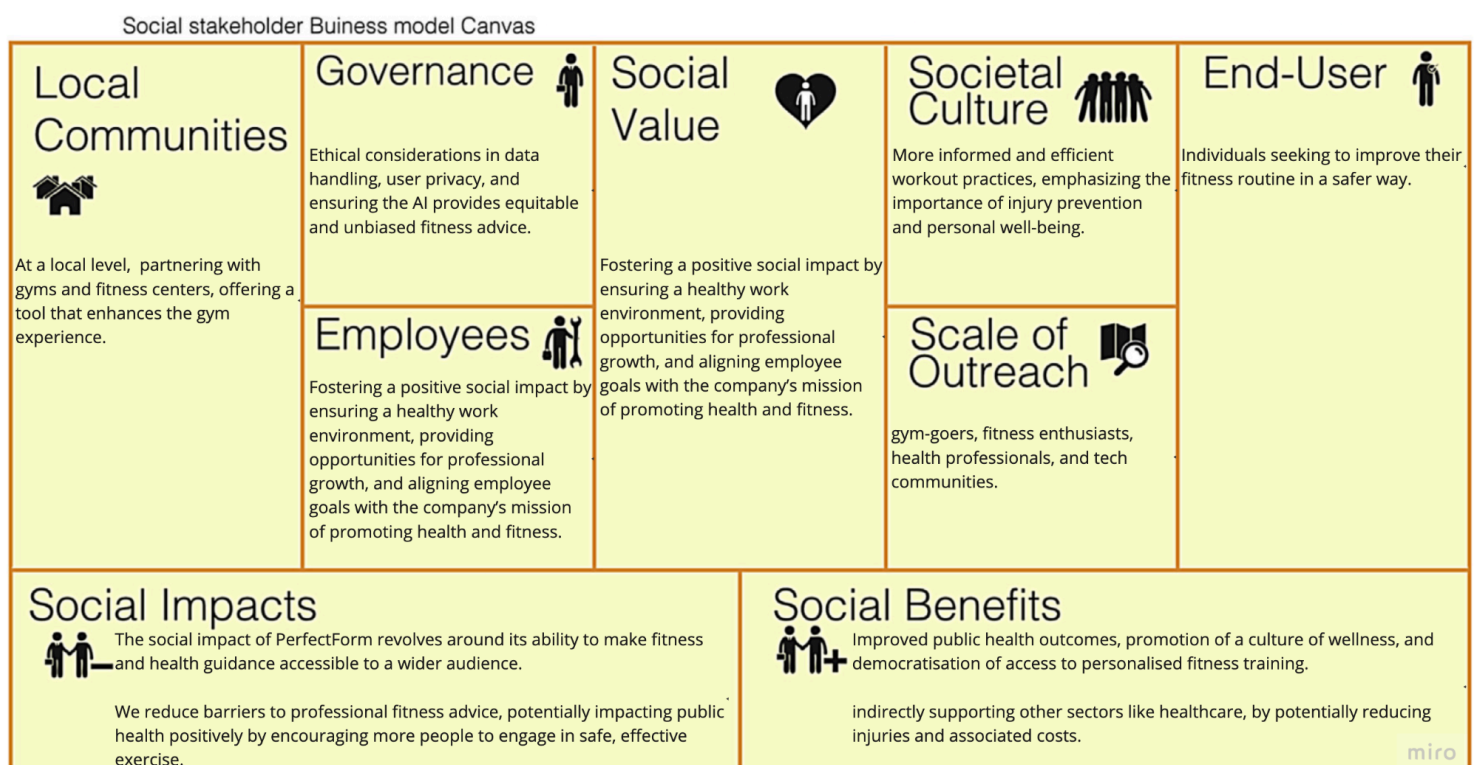 Social stakeholder Buiness model Canvas
Local
Communities
At a local level,  partnering with
gyms and fitness centers, offering a
tool that enhances the gym
experience.
Governance
Ethical considerations in data
handling, user privacy, and
ensuring the AI provides equitable
and unbiased fitness advice.
Employees
Fostering a positive social impact by
ensuring a healthy work
environment, providing
opportunities for professional
growth, and aligning employee
goals with the company’s mission
of promoting health and fitness.
Social
Value
Fostering a positive social impact by
ensuring a healthy work
environment, providing
opportunities for professional
growth, and aligning employee
goals with the company’s mission
of promoting health and fitness.
Societal
Culture
More informed and efficient
workout practices, emphasizing the
importance of injury prevention
and personal well-being.
Scale of
Outreach
gym-goers, fitness enthusiasts,
health professionals, and tech
communities.
End-User
Individuals seeking to improve their
fitness routine in a safer way.
Social Impacts
The social impact of PerfectForm revolves around its ability to make fitness
and health guidance accessible to a wider audience.
We reduce barriers to professional fitness advice, potentially impacting public
health positively by encouraging more people to engage in safe, effective
exercise.
Social Benefits
Improved public health outcomes, promotion of a culture of wellness, and
democratisation of access to personalised fitness training.
indirectly supporting other sectors like healthcare, by potentially reducing
injuries and associated costs.
miro